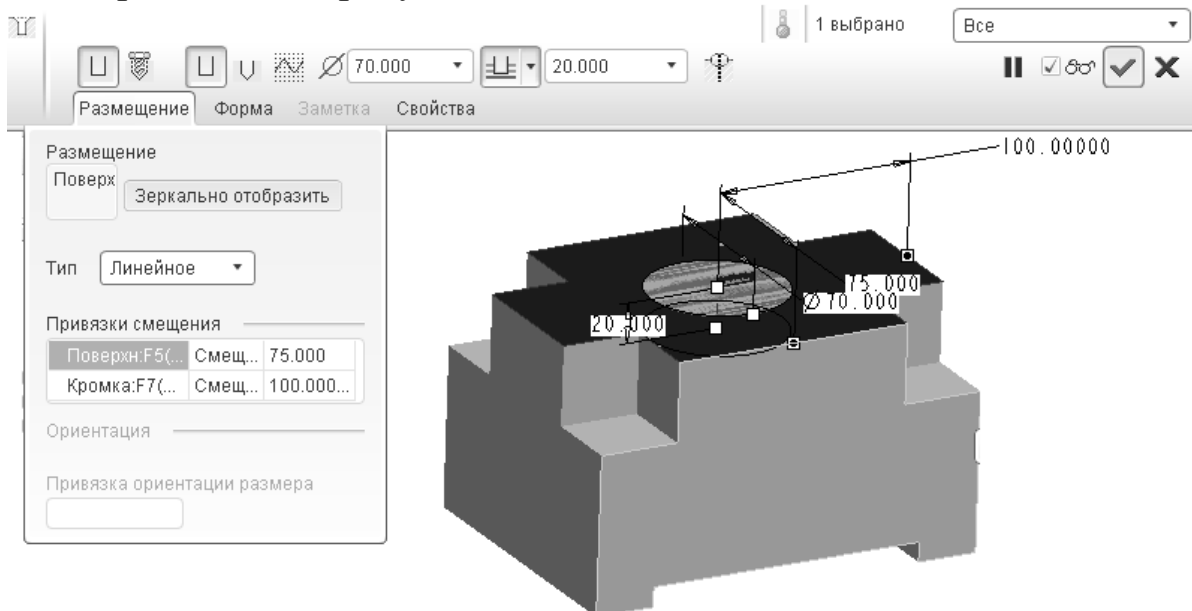 1 выбрано Все
70.000 20.000
Размещение Форма Заметка Свойства
Размещение
Поверх
Зеркально отобразить
Тип Линейное
Привязки смещения
Поверхн:F5(... Смещ... 75.000
Кромка:F7(... Смещ... 100.000...
Ориентация
Привязка ориентации размера
100.00000
75.000
Ø70.000
20.000